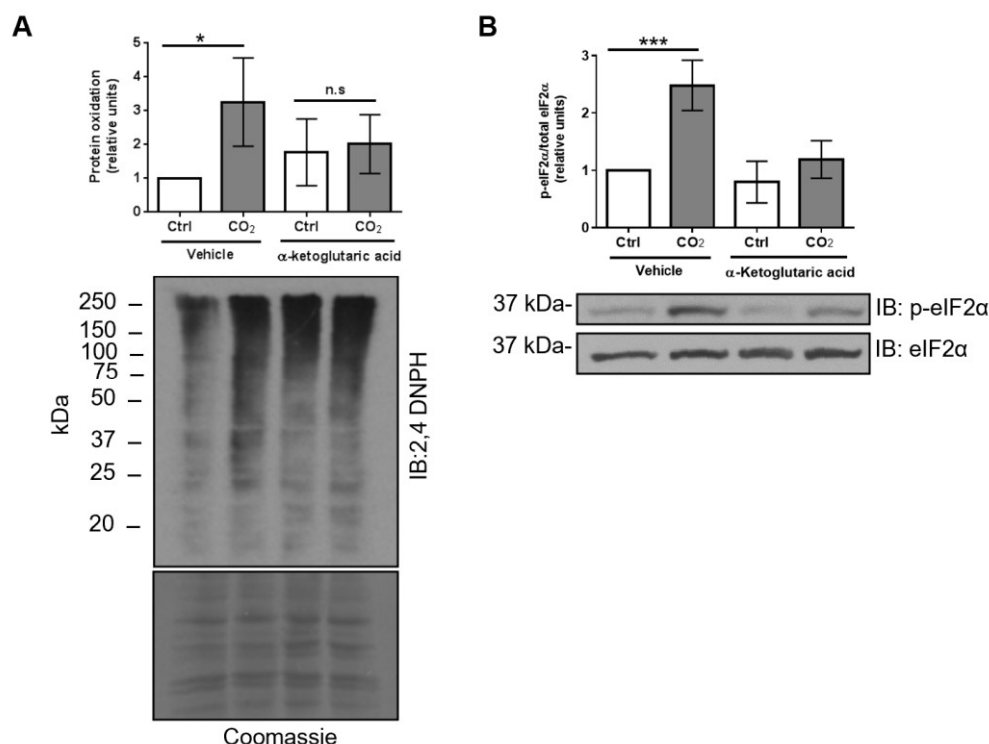 A
Protein oxidation
(relative units)
5
4
3
2
1
0
*
n.s
Ctrl CO₂ Ctrl CO₂
Vehicle α-ketoglutaric acid
kDa
250
150
100
75
50
37
25
20
IB:2,4 DNPH
Coomassie
B
p-eIF2α/total eIF2α
(relative units)
3
2
1
0
***
Ctrl CO₂ Ctrl CO₂
Vehicle α-Ketoglutaric acid
37 kDa- IB: p-eIF2α
37 kDa- IB: eIF2α